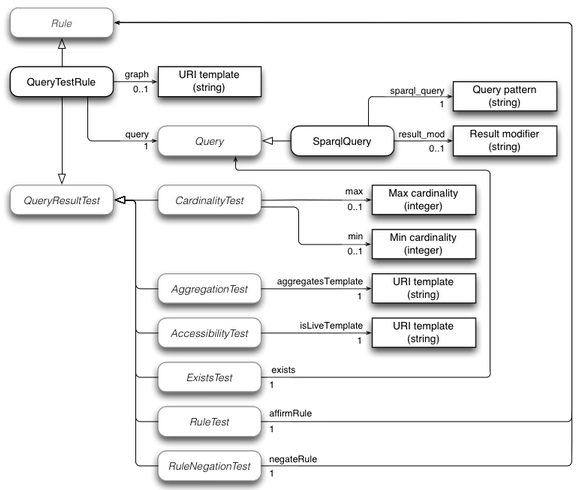 Rule
QueryTestRule
graph
0..1
URI template
(string)
sparql_query
1
Query pattern
(string)
query
1
Query
SparqlQuery
result_mod
0..1
Result modifier
(string)
QueryResultTest
CardinalityTest
max
0..1
Max cardinality
(integer)
min
0..1
Min cardinality
(integer)
AggregationTest
aggregatesTemplate
1
URI template
(string)
AccessibilityTest
isLiveTemplate
1
URI template
(string)
ExistsTest
exists
1
RuleTest
affirmRule
1
RuleNegationTest
negateRule
1